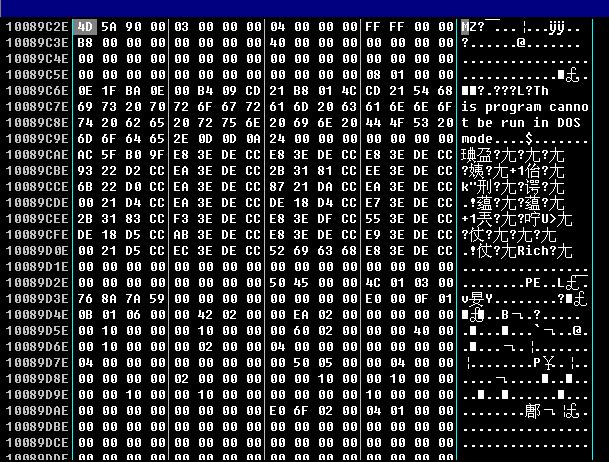 10089C2E 4D 5A 90 00 03 00 00 00 04 00 00 00 FF FF 00 00 MZ?
10089C3E B8 00 00 00 00 00 00 00 40 00 00 00 00 00 00 00 ?.......@.......
10089C4E 00 00 00 00 00 00 00 00 00 00 00 00 00 00 00 00 ................
10089C5E 00 00 00 00 00 00 00 00 00 00 00 00 08 01 00 00
10089C6E 0E 1F BA 0E 00 B4 09 CD 21 B8 01 4C CD 21 54 68 ■■?.???L?Th
10089C7E 69 73 20 70 72 6F 67 72 61 6D 20 63 61 6E 6E 6F is program canno
10089C8E 74 20 62 65 20 72 75 6E 20 69 6E 20 44 4F 53 20 t be run in DOS
10089C9E 6D 6F 64 65 2E 0D 0D 0A 24 00 00 00 00 00 00 00 mode....$.......
10089CAE AC 5F B0 9F E8 3E DE CC E8 3E DE CC E8 3E DE CC
10089CBE 93 22 D2 CC EA 3E DE CC 2B 31 81 CC EE 3E DE CC
10089CCE 6B 22 D0 CC EA 3E DE CC 87 21 DA CC EA 3E DE CC
10089CDE 00 21 D4 CC EA 3E DE CC DE 18 D4 CC E7 3E DE CC
10089CEE 2B 31 83 CC F3 3E DE CC E8 3E DF CC 55 3E DE CC
10089CFE DE 18 D5 CC AB 3E DE CC E8 3E DE CC E9 3E DE CC
10089D0E 00 21 D5 CC EC 3E DE CC 52 69 63 68 E8 3E DE CC .!仗?尢Rich?尢
10089D1E 00 00 00 00 00 00 00 00 00 00 00 00 00 00 00 00 ................
10089D2E 00 00 00 00 00 00 00 00 50 45 00 00 4C 01 03 00
10089D3E 76 8A 7A 59 00 00 00 00 00 00 00 00 E0 00 0F 01
10089D4E 0B 01 06 00 00 42 02 00 00 EA 02 00 00 00 00 00
10089D5E 00 10 00 00 00 10 00 00 00 60 02 00 00 00 40 00
10089D6E 00 10 00 00 00 02 00 00 04 00 00 00 00 00 00 00
10089D7E 04 00 00 00 00 00 00 00 00 50 05 00 00 04 00 00
10089D8E 00 00 00 00 02 00 00 00 00 00 10 00 00 10 00 00
10089D9E 00 00 10 00 00 10 00 00 00 00 00 00 10 00 00 00
10089DAE 00 00 00 00 00 00 00 00 E0 6F 02 00 04 01 00 00
10089DBE 00 00 00 00 00 00 00 00 00 00 00 00 00 00 00 00 ................
10089DCE 00 00 00 00 00 00 00 00 00 00 00 00 00 00 00 00 ................